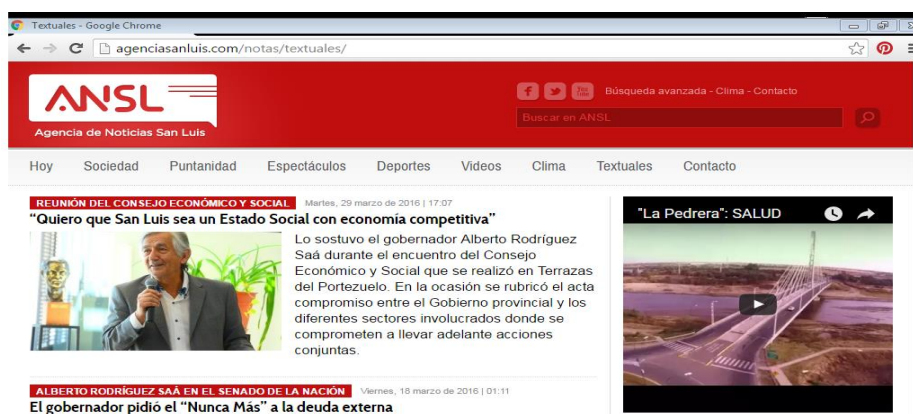 Textuales - Google Chrome
agenciasanluis.com/notas/textuales/
ANSL
Agencia de Noticias San Luis
f
You Tube
Búsqueda avanzada - Clima - Contacto
Buscar en ANSL
Hoy Sociedad Puntanidad Espectáculos Deportes Videos Clima Textuales Contacto
REUNIÓN DEL CONSEJO ECONÓMICO Y SOCIAL Martes, 29 marzo de 2016 | 17:07
“Quiero que San Luis sea un Estado Social con economía competitiva”
Lo sostuvo el gobernador Alberto Rodríguez
Saá durante el encuentro del Consejo
Económico y Social que se realizó en Terrazas
del Portezuelo. En la ocasión se rubricó el acta
compromiso entre el Gobierno provincial y los
diferentes sectores involucrados donde se
comprometen a llevar adelante acciones
conjuntas.
"La Pedrera": SALUD
ALBERTO RODRÍGUEZ SAÁ EN EL SENADO DE LA NACIÓN Viernes, 18 marzo de 2016 | 01:11
El gobernador pidió el “Nunca Más” a la deuda externa